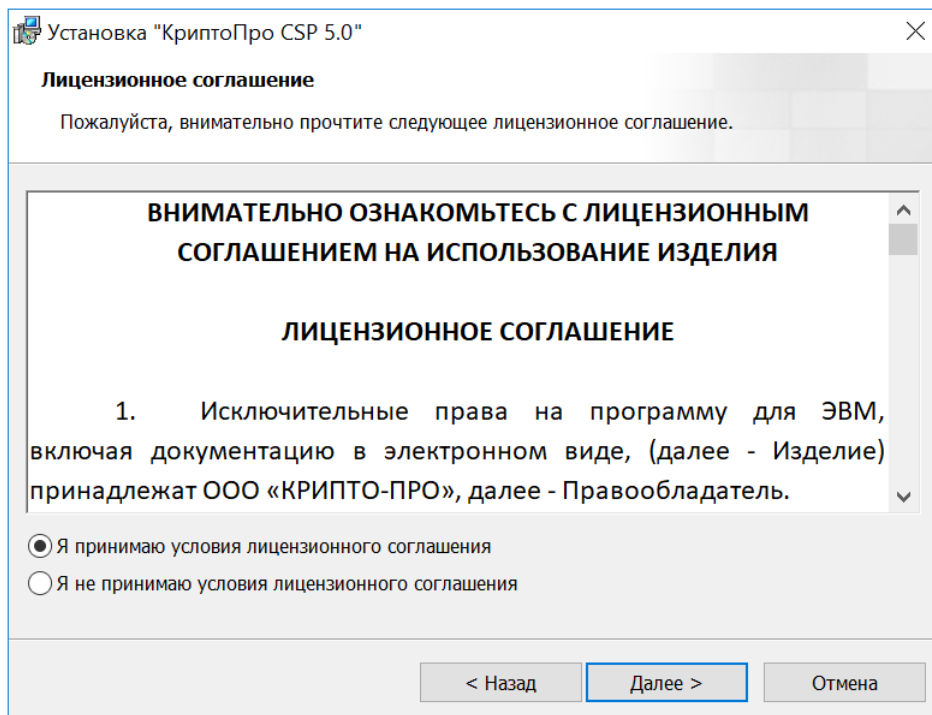 Установка "КриптоПро CSP 5.0"
Лицензионное соглашение
Пожалуйста, внимательно прочтите следующее лицензионное соглашение.
ВНИМАТЕЛЬНО ОЗНАКОМЬТЕСЬ С ЛИЦЕНЗИОННЫМ
СОГЛАШЕНИЕМ НА ИСПОЛЬЗОВАНИЕ ИЗДЕЛИЯ
ЛИЦЕНЗИОННОЕ СОГЛАШЕНИЕ
1. Исключительные права на программу для ЭВМ,
включая документацию в электронном виде, (далее - Изделие)
принадлежат ООО «КРИПТО-ПРО», далее - Правообладатель.
Я принимаю условия лицензионного соглашения
Я не принимаю условия лицензионного соглашения
< Назад
Далее >
Отмена